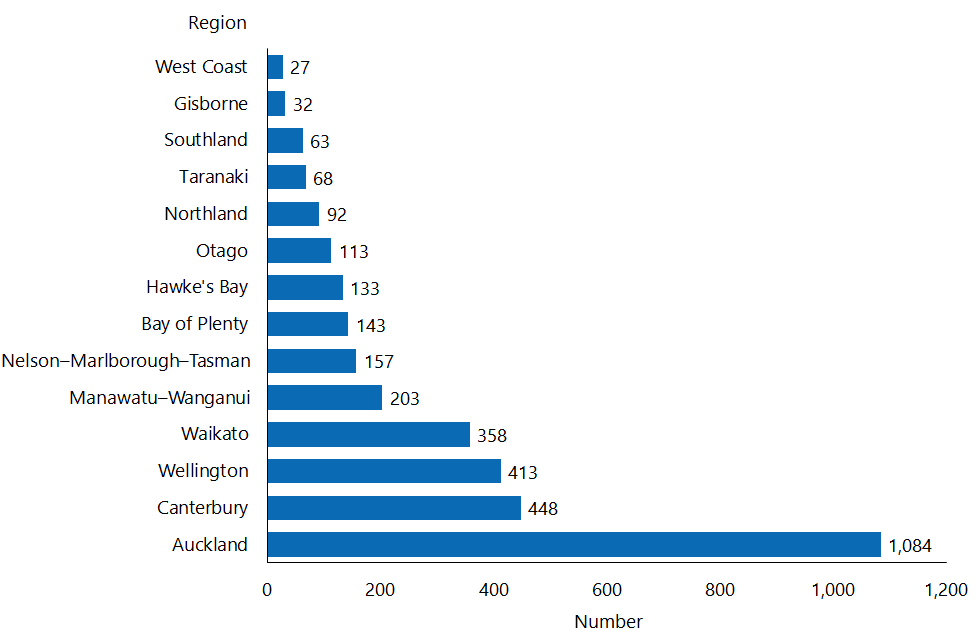 Region
West Coast 27
Gisborne 32
Southland 63
Taranaki 68
Northland 92
Otago 113
Hawke's Bay 133
Bay of Plenty 143
Nelson–Marlborough–Tasman 157
Manawatu–Wanganui 203
Waikato 358
Wellington 413
Canterbury 448
Auckland 1,084
0 200 400 600 800 1,000 1,200
Number